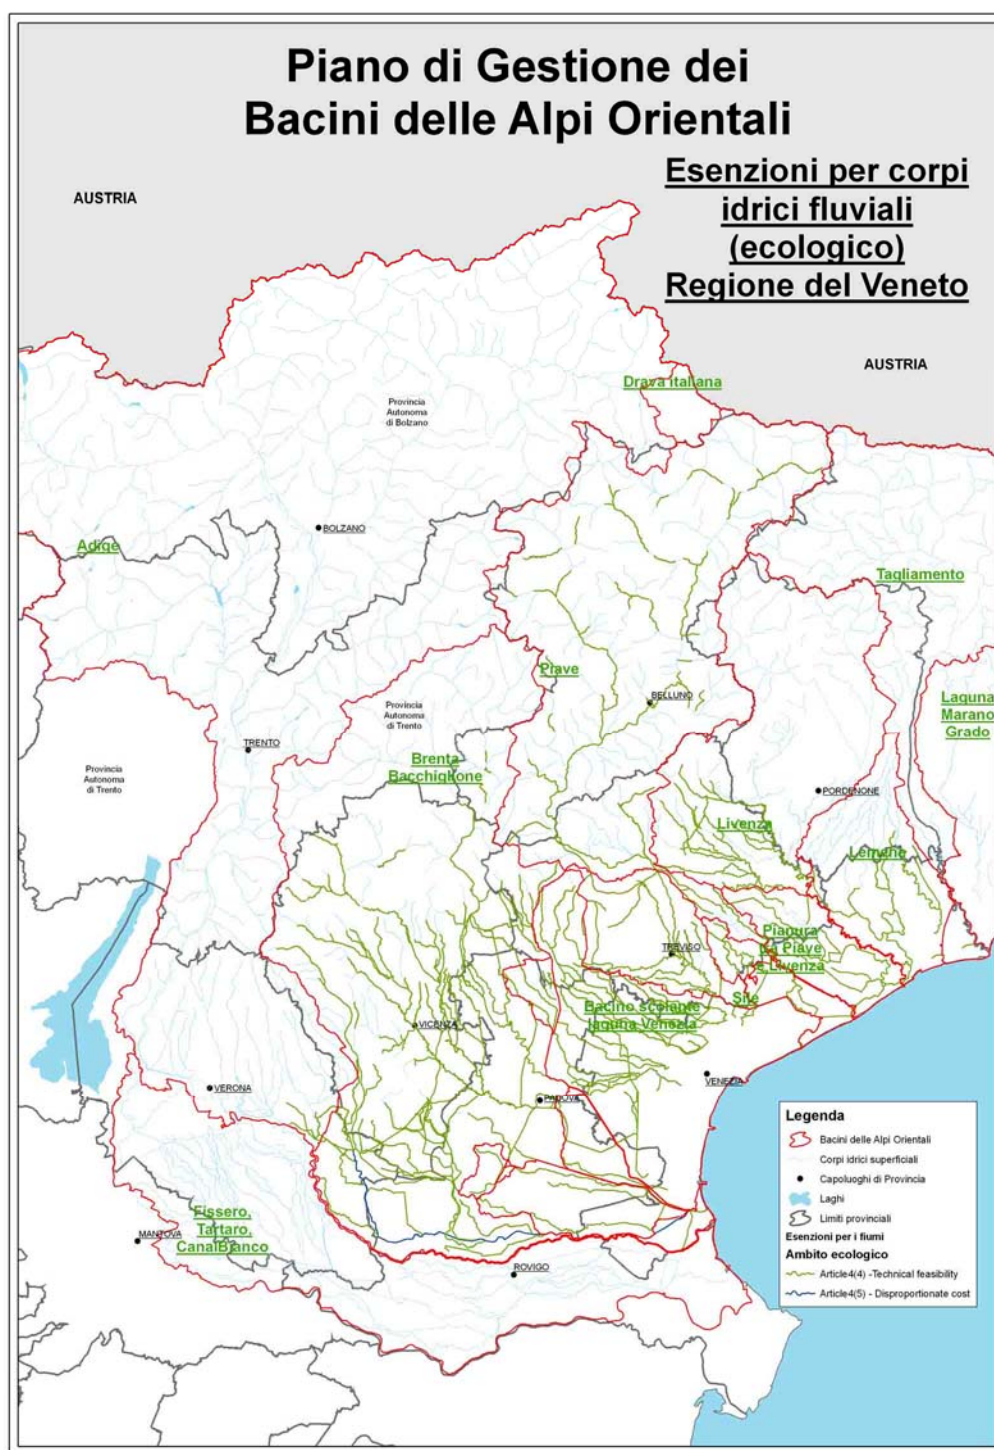 Piano di Gestione dei
Bacini delle Alpi Orientali
Esenzioni per corpi
idrici fluviali
(ecologico)
Regione del Veneto
AUSTRIA
AUSTRIA
Drava italiana
Provincia
Autonoma
di Bolzano
BOLZANO
Adige
Tagliamento
Piave
BELLUNO
Laguna
Marano
Grado
Provincia
Autonoma
di Trento
TRENTO
Brenta
Bacchiglione
Provincia
Autonoma
di Trento
PORDENONE
Livenza
Lemene
Pianura
tra Piave
e Livenza
TREVISO
Sile
Bacino scolante
laguna Venezia
VICENZA
VERONA
PADOVA
VENEZIA
Fissero,
Tartaro,
CanalBianco
MANTOVA
ROVIGO
Legenda
Bacini delle Alpi Orientali
Corpi idrici superficiali
Capoluoghi di Provincia
Laghi
Limiti provinciali
Esenzioni per i fiumi
Ambito ecologico
Article4(4) -Technical feasibility
Article4(5) - Disproportionate cost